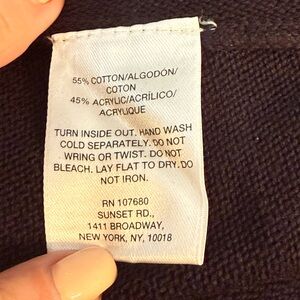 55% COTTON/ALGODÓN/
COTON
45% ACRYLIC/ACRÍLICO/
ACRYLIQUE
TURN INSIDE OUT. HAND WASH
COLD SEPARATELY. DO NOT
WRING OR TWIST. DO NOT
BLEACH. LAY FLAT TO DRY. DO
NOT IRON.
RN 107680
SUNSET RD.,
1411 BROADWAY,
NEW YORK, NY, 10018